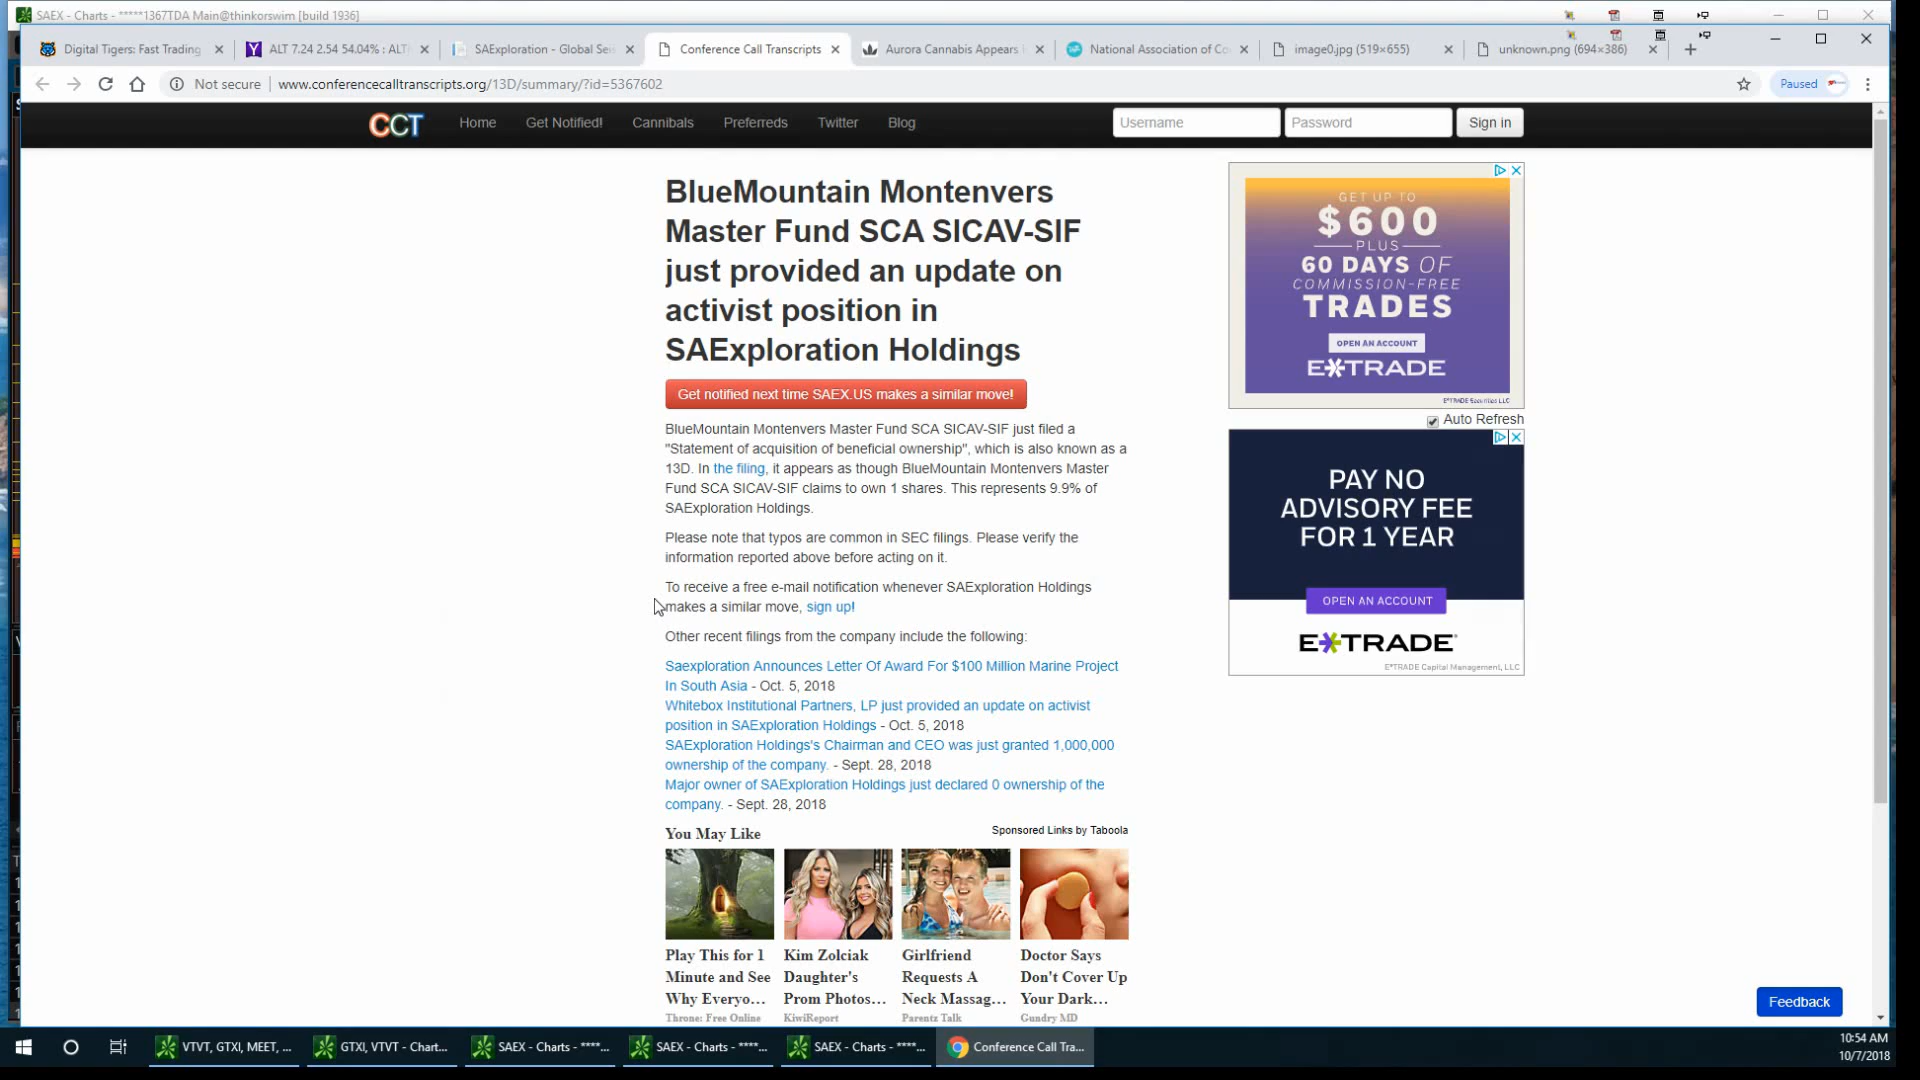 SAEX - Charts - *****1367TDA Main@thinkorswim [build 1936]
Digital Tigers: Fast Trading
ALT 7.24 2.54 54.04% : ALT
SAExploration - Global Sei
Conference Call Transcripts
Aurora Cannabis Appears
National Association of Co
image0.jpg (519×655)
unknown.png (694×386)
Not secure
www.conferencecalltranscripts.org/13D/summary/?id=5367602
Paused
CCT
Home
Get Notified!
Cannibals
Preferreds
Twitter
Blog
Username
Password
Sign in
BlueMountain Montenvers
Master Fund SCA SICAV-SIF
just provided an update on
activist position in
SAExploration Holdings
Get notified next time SAEX.US makes a similar move!
BlueMountain Montenvers Master Fund SCA SICAV-SIF just filed a
"Statement of acquisition of beneficial ownership", which is also known as a
13D. In the filing, it appears as though BlueMountain Montenvers Master
Fund SCA SICAV-SIF claims to own 1 shares. This represents 9.9% of
SAExploration Holdings.
Please note that typos are common in SEC filings. Please verify the
information reported above before acting on it.
To receive a free e-mail notification whenever SAExploration Holdings
makes a similar move, sign up!
Other recent filings from the company include the following:
Saexploration Announces Letter Of Award For $100 Million Marine Project
In South Asia - Oct. 5, 2018
Whitebox Institutional Partners, LP just provided an update on activist
position in SAExploration Holdings - Oct. 5, 2018
SAExploration Holdings's Chairman and CEO was just granted 1,000,000
ownership of the company. - Sept. 28, 2018
Major owner of SAExploration Holdings just declared 0 ownership of the
company. - Sept. 28, 2018
You May Like
Sponsored Links by Taboola
Play This for 1
Minute and See
Why Everyo...
Throne: Free Online
Kim Zolciak
Daughter's
Prom Photos...
KiwiReport
Girlfriend
Requests A
Neck Massag...
Parentz Talk
Doctor Says
Don't Cover Up
Your Dark...
Gundry MD
GET UP TO
$600
PLUS
60 DAYS OF
COMMISSION-FREE
TRADES
OPEN AN ACCOUNT
E*TRADE
E*TRADE Securities LLC
Auto Refresh
PAY NO
ADVISORY FEE
FOR 1 YEAR
OPEN AN ACCOUNT
E*TRADE
E*TRADE Capital Management, LLC
Feedback
VTVT, GTXI, MEET, ...
GTXI, VTVT - Chart...
SAEX - Charts - ****...
SAEX - Charts - ****...
SAEX - Charts - ****...
Conference Call Tra...
10:54 AM
10/7/2018